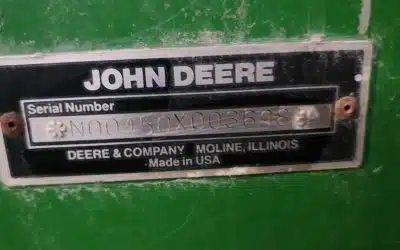 JOHN DEERE
Serial Number
DEERE & COMPANY MOLINE, ILLINOIS
Made in USA